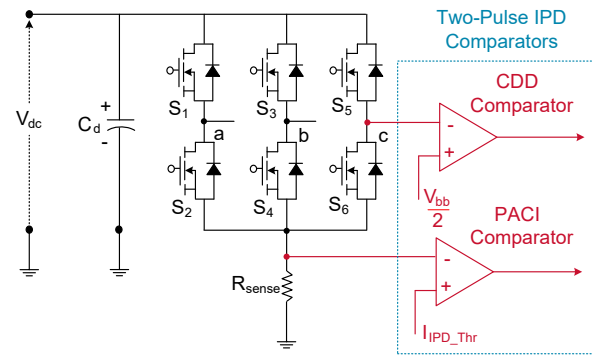 Two-Pulse IPD
Comparators
CDD
Comparator
-
+
V_bb
2
PACI
Comparator
-
+
I_IPD_Thr
V_dc
+
C_d
-
S_1
S_3
S_5
a
b
c
S_2
S_4
S_6
R_sense